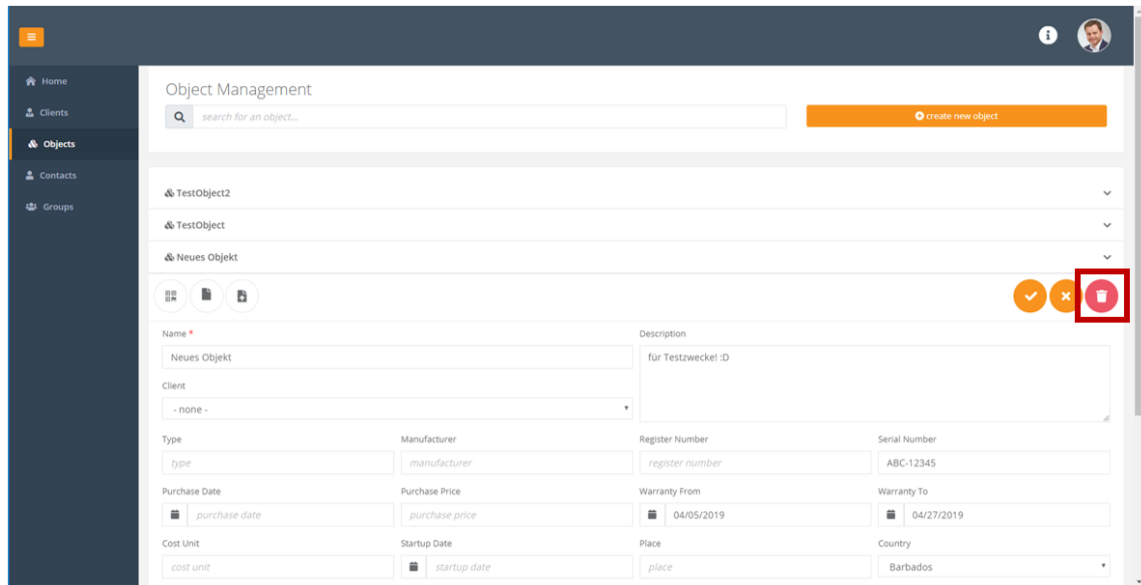 Home
Clients
Objects
Contacts
Groups
Object Management
search for an object...
create new object
TestObject2
TestObject
Neues Objekt
Name *
Description
Neues Objekt
für Testzwecke! :D
Client
- none -
Type
Manufacturer
Register Number
Serial Number
type
manufacturer
register number
ABC-12345
Purchase Date
Purchase Price
Warranty From
Warranty To
purchase date
purchase price
04/05/2019
04/27/2019
Cost Unit
Startup Date
Place
Country
cost unit
startup date
place
Barbados